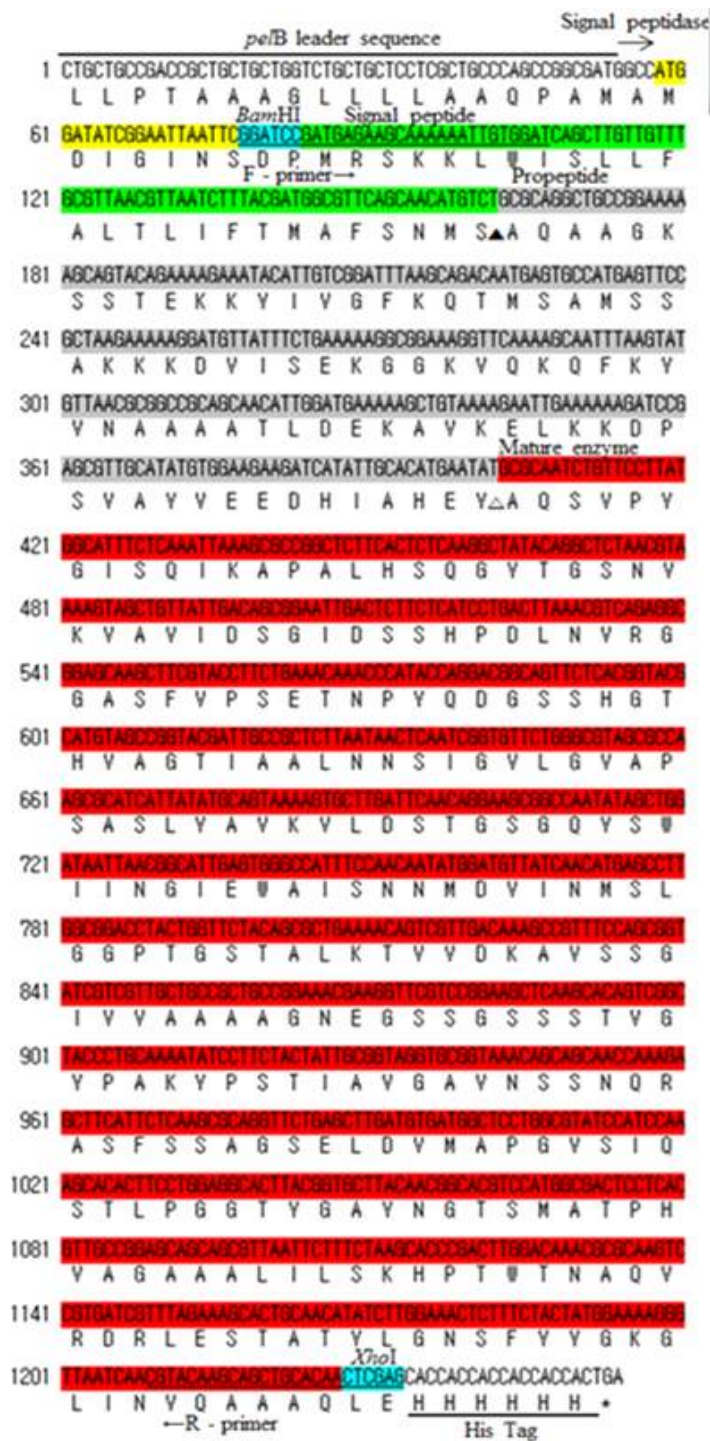 Signal peptidase
pelB leader sequence →
1 CTGCTGCCGACCGCTGCTGCTGGTCTGCTGCTCCTCGCTGCCCAGCCGGCGATGGCCATG
L L P T A A A G L L L L A A Q P A M A M
BamHI Signal peptide
61 GATATCGGAATTAATTCGGATCCGATGAGAAGCAAAAAATTGTGGATCAGCTTGTTGTTT
D I G I N S D P M R S K K L W I S L L F
F - primer→ Propeptide
121 GCGTTAACGTTAATCTTTACGATGGCGTTCAGCAACATGTCTGCGCAGGCTGCCGGAAAA
A L T L I F T M A F S N M S▲A Q A A G K
181 AGCAGTACAGAAAAGAAATACATTGTCGGATTTAAGCAGACAATGAGTGCCATGAGTTCC
S S T E K K Y I V G F K Q T M S A M S S
241 GCTAAGAAAAAGGATGTTATTTCTGAAAAAGGCGGAAAGGTTCAAAAGCAATTTAAGTAT
A K K K D V I S E K G G K V Q K Q F K Y
301 GTTAACGCGGCCGCAGCAACATTGGATGAAAAAGCTGTAAAAGAATTGAAAAAAGATCCG
V N A A A A T L D E K A V K E L K K D P
Mature enzyme
361 AGCGTTGCATATGTGGAAGAAGATCATATTGCACATGAATATGCGCAATCTGTTCCTTAT
S V A Y V E E D H I A H E Y△A Q S V P Y
421 GGCATTTCTCAAATTAAAGCGCCGGCTCTTCACTCTCAAGGCTATACAGGCTCTAACGTA
G I S Q I K A P A L H S Q G Y T G S N V
481 AAAGTAGCTGTTATTGACAGCGGAATTGACTCTTCTCATCCTGACTTAAACGTCAGAGGC
K V A V I D S G I D S S H P D L N V R G
541 GGAGCAAGCTTCGTACCTTCTGAAACAAACCCATACCAGGACGGCAGTTCTCACGGTACG
G A S F V P S E T N P Y Q D G S S H G T
601 CATGTAGCCGGTACGATTGCCGCTCTTAATAACTCAATCGGTGTTCTGGGCGTAGCGCCA
H V A G T I A A L N N S I G V L G V A P
661 AGCGCATCATTATATGCAGTAAAAGTGCTTGATTCAACAGGAAGCGGCCAATATAGCTGG
S A S L Y A V K V L D S T G S G Q Y S W
721 ATAATTAACGGCATTGAGTGGGCCATTTCCAACAATATGGATGTTATCAACATGAGCCTT
I I N G I E W A I S N N M D V I N M S L
781 GGCGGACCTACTGGTTCTACAGCGCTGAAAACAGTCGTTGACAAAGCCGTTTCCAGCGGT
G G P T G S T A L K T V V D K A V S S G
841 ATCGTCGTTGCTGCCGCTGCCGGAAACGAAGGTTCGTCCGGAAGCTCAAGCACAGTCGGC
I V V A A A A G N E G S S G S S S T V G
901 TACCCTGCAAAATATCCTTCTACTATTGCGGTAGGTGCGGTAAACAGCAGCAACCAAAGA
Y P A K Y P S T I A V G A V N S S N Q R
961 GCTTCATTCTCAAGCGCAGGTTCTGAGCTTGATGTGATGGCTCCTGGCGTATCCATCCAA
A S F S S A G S E L D V M A P G V S I Q
1021 AGCACACTTCCTGGAGGCACTTACGGTGCTTACAACGGCACGTCCATGGCGACTCCTCAC
S T L P G G T Y G A Y N G T S M A T P H
1081 GTTGCCGGAGCAGCAGCGTTAATTCTTTCTAAGCACCCGACTTGGACAAACGCGCAAGTC
V A G A A A L I L S K H P T W T N A Q V
1141 CGTGATCGTTTAGAAAGCACTGCAACATATCTTGGAAACTCTTTCTACTATGGAAAAGGG
R D R L E S T A T Y L G N S F Y Y G K G
XhoI
1201 TTAATCAACGTACAAGCAGCTGCACAACTCGAGCACCACCACCACCACCACTGA
L I N V Q A A A Q L E H H H H H H *
←R - primer His Tag